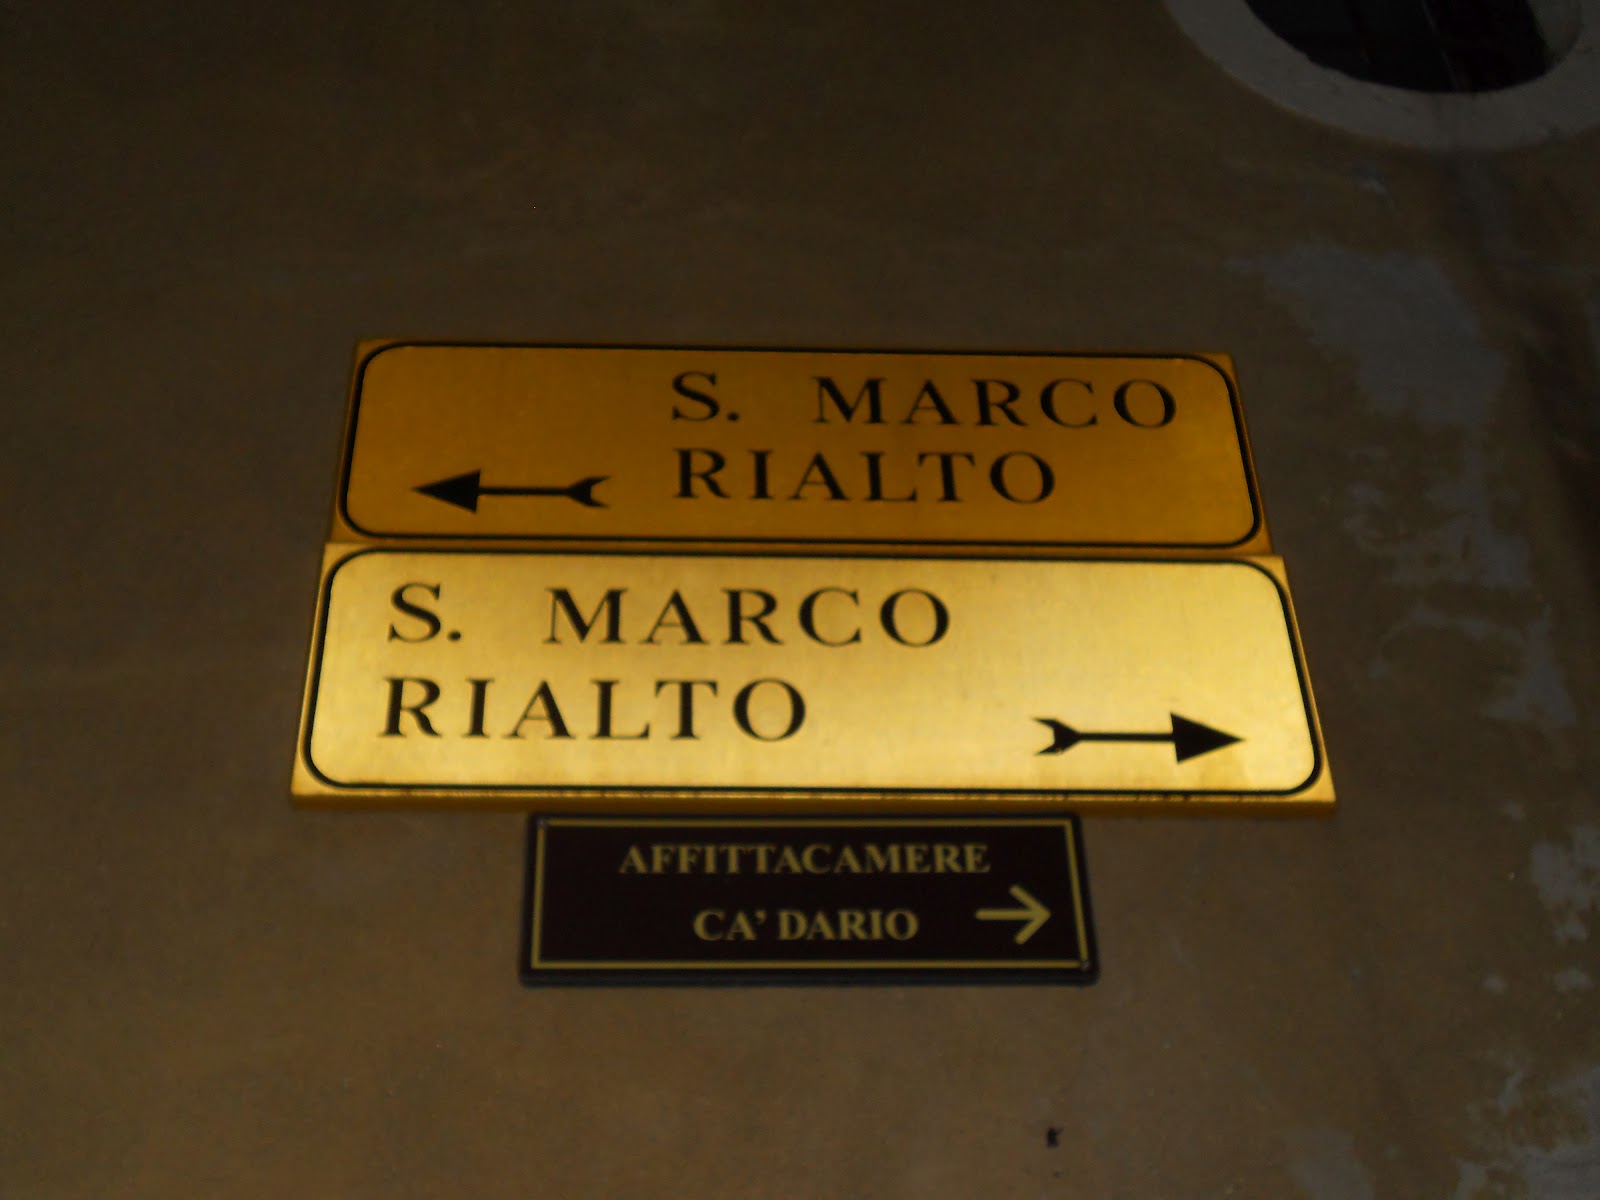 S. MARCO
RIALTO
S. MARCO
RIALTO
AFFITTACAMERE
CA' DARIO